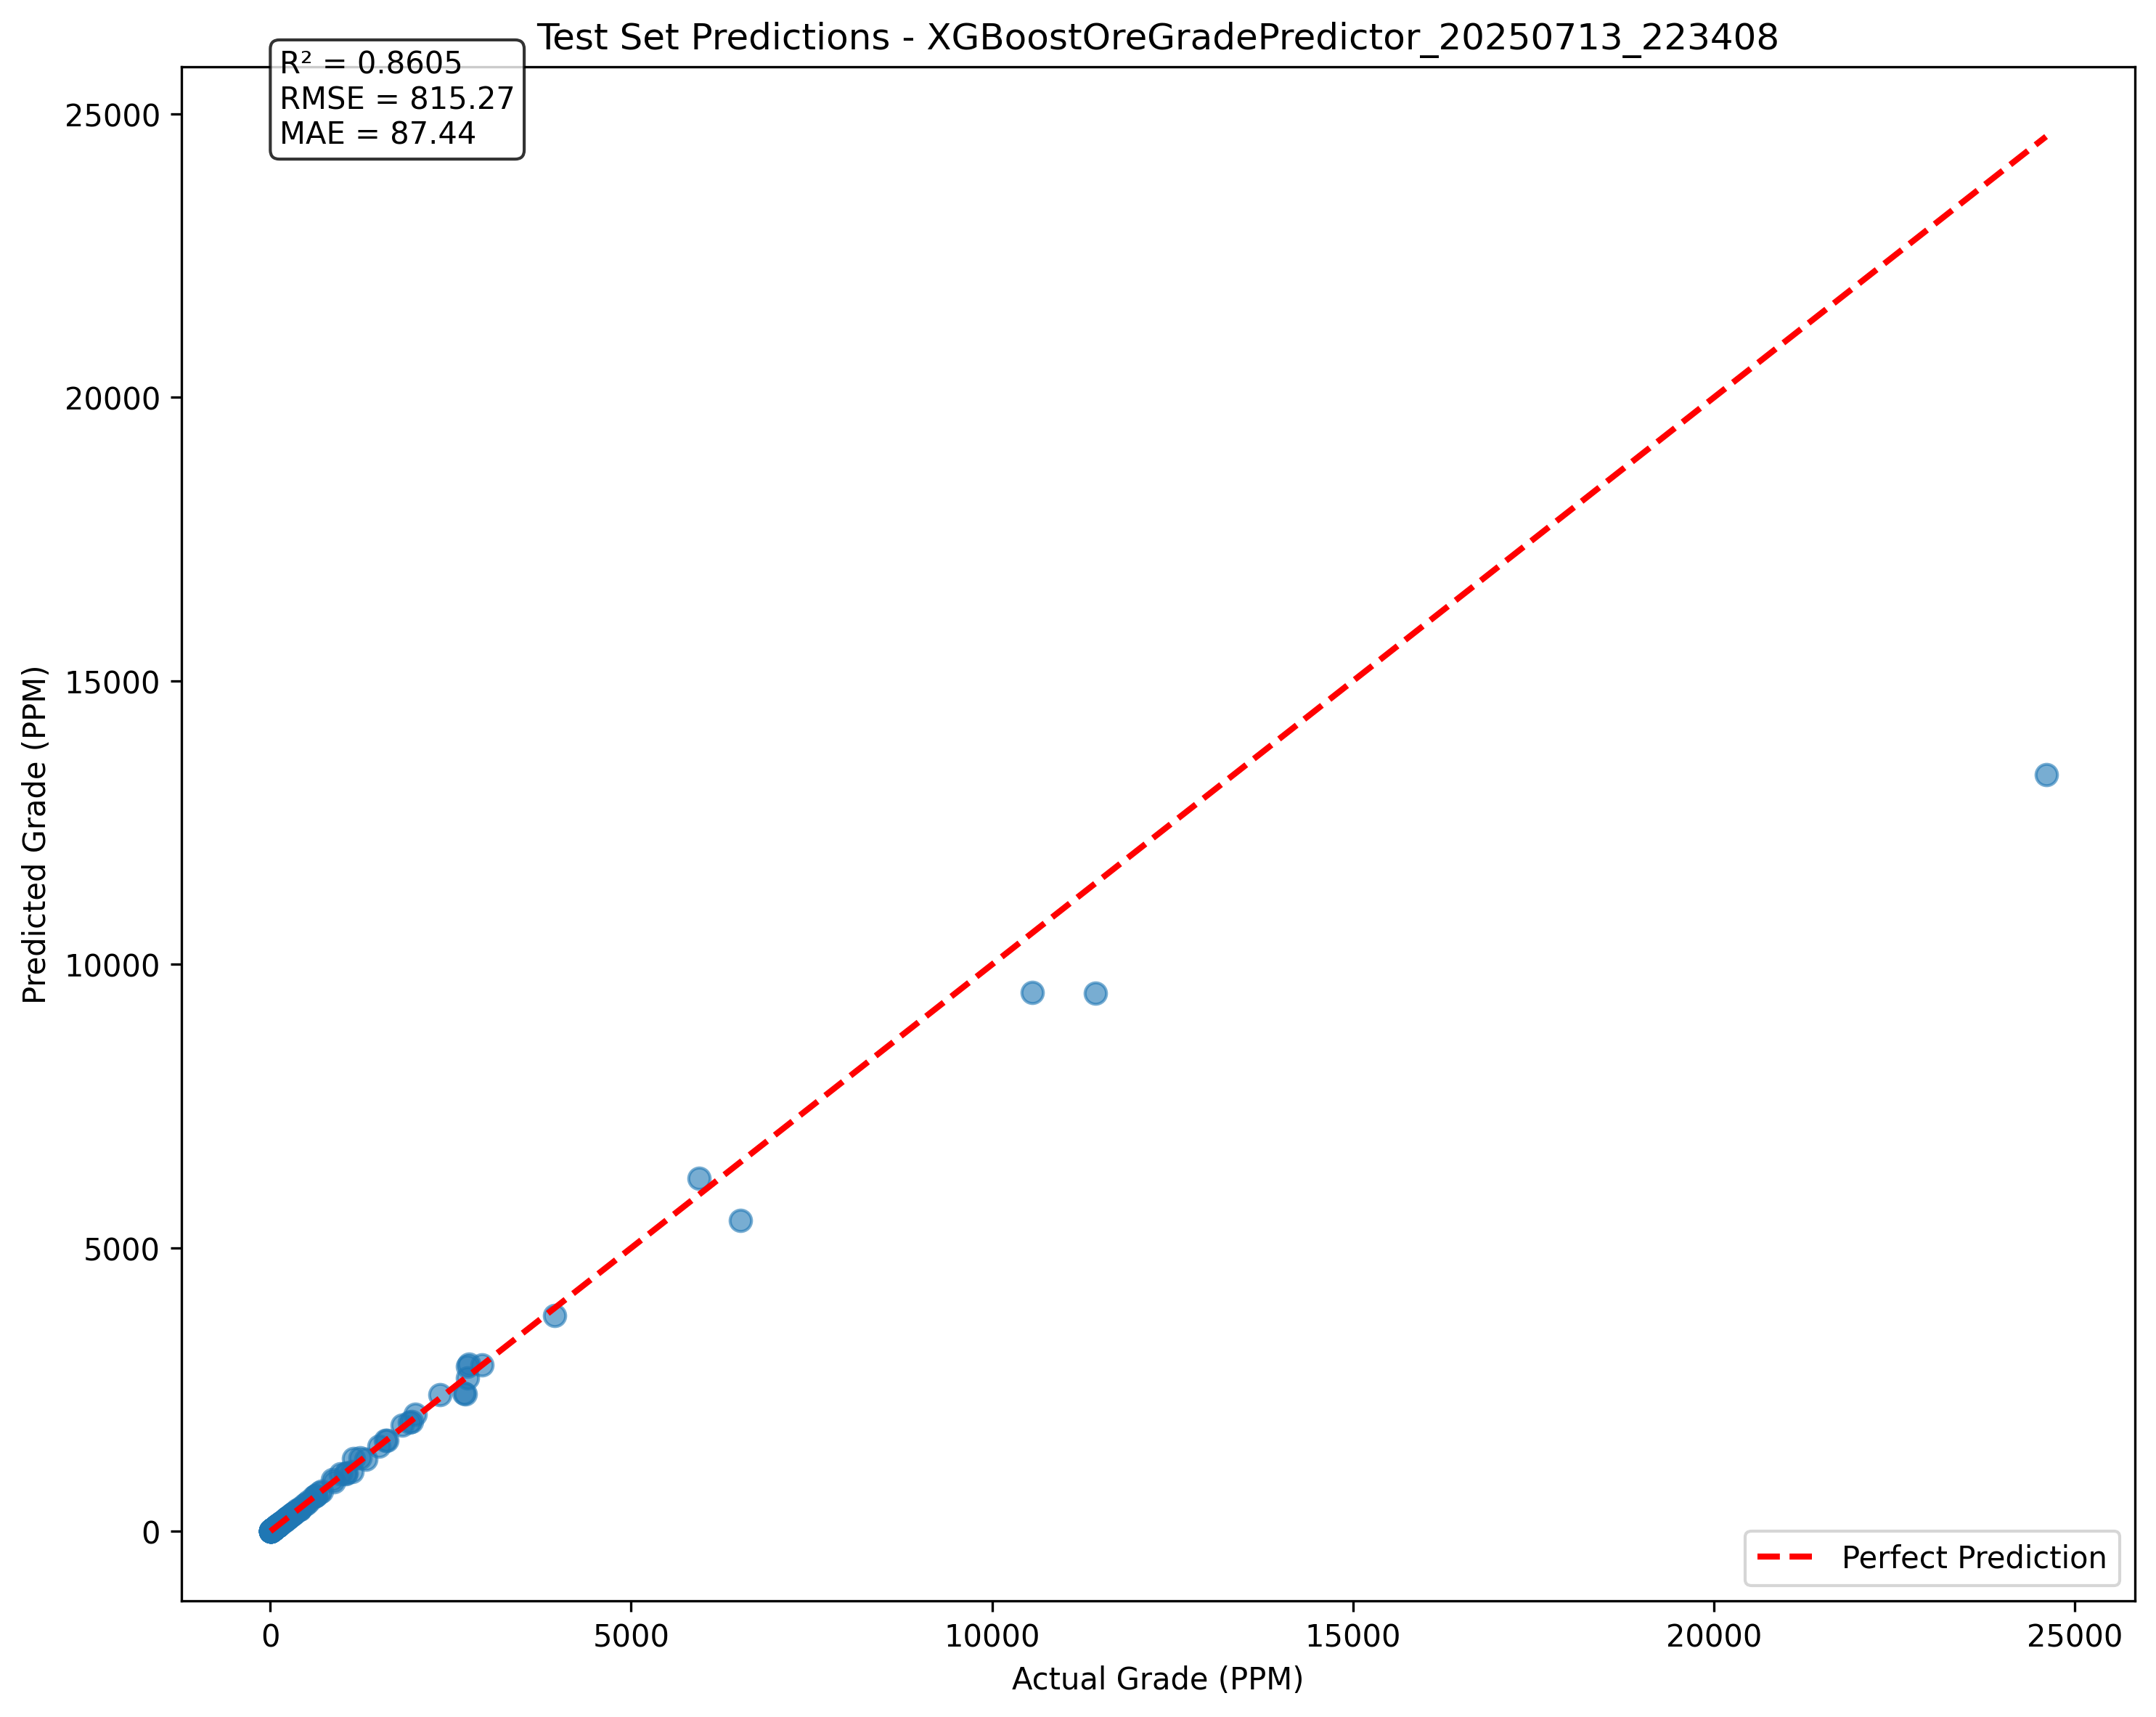 Test Set Predictions - XGBoostOreGradePredictor_20250713_223408
R² = 0.8605
RMSE = 815.27
MAE = 87.44
25000
20000
15000
10000
5000
0
Predicted Grade (PPM)
0
5000
10000
15000
20000
25000
Actual Grade (PPM)
Perfect Prediction